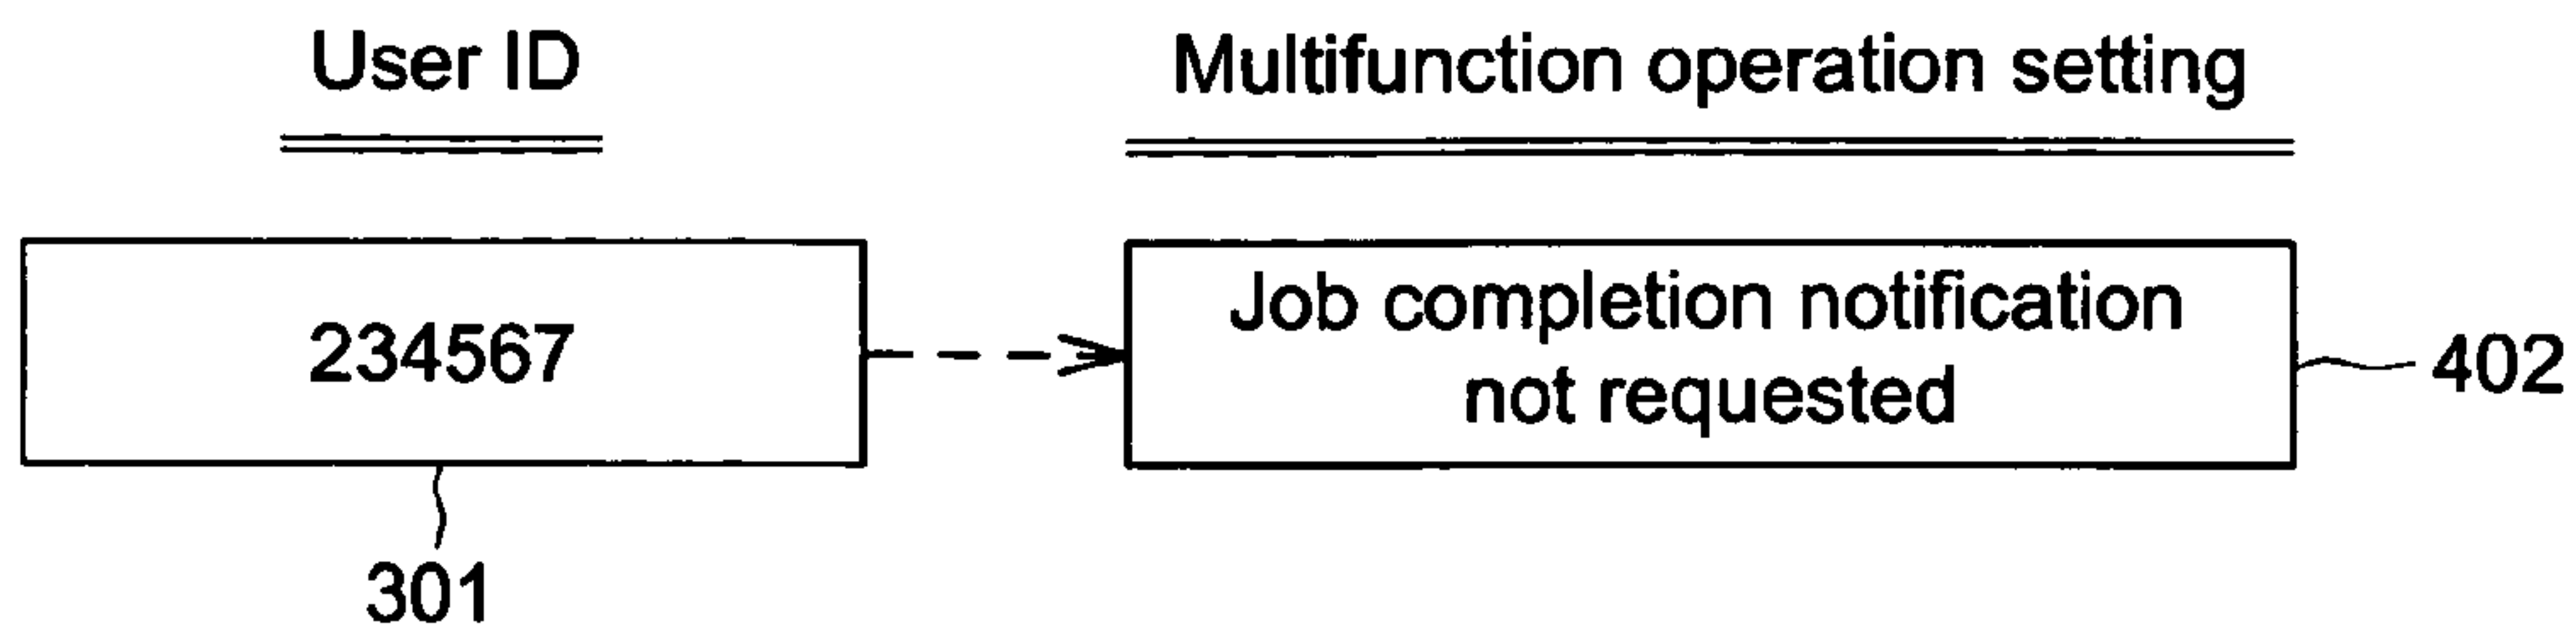 User ID
Multifunction operation setting
234567
Job completion notification
not requested
402
301